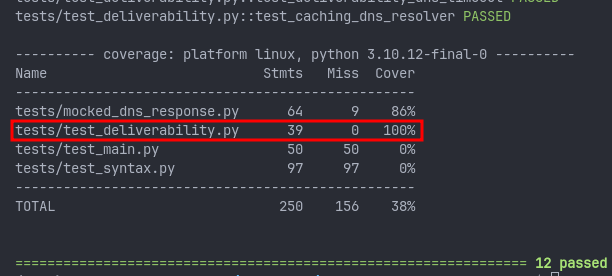 tests/test_deliverability.py::test_caching_dns_resolver PASSED
---------- coverage: platform linux, python 3.10.12-final-0 ----------
Name Stmts Miss Cover
--------------------------------------------------
tests/mocked_dns_response.py 64 9 86%
tests/test_deliverability.py 39 0 100%
tests/test_main.py 50 50 0%
tests/test_syntax.py 97 97 0%
--------------------------------------------------
TOTAL 250 156 38%
================================================================ 12 passed